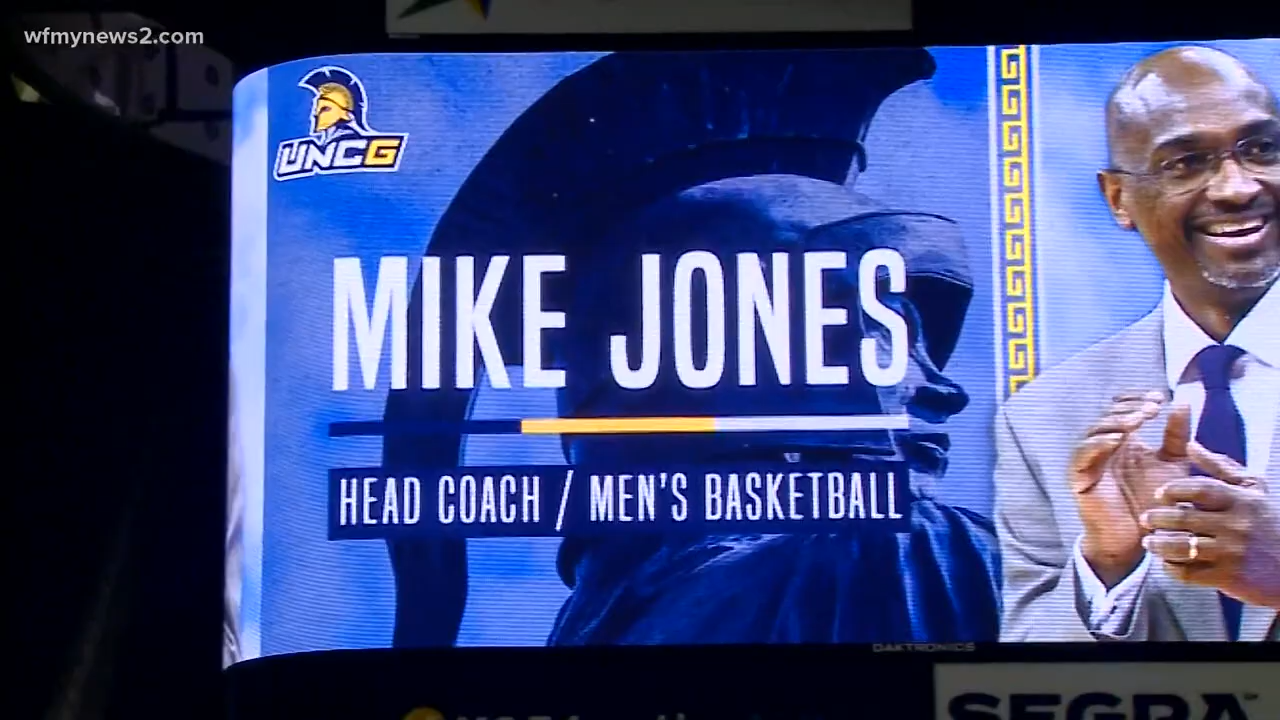 wfmynews2.com
UNCG
MIKE JONES
HEAD COACH / MEN'S BASKETBALL
DAKTRONICS
SEGRA